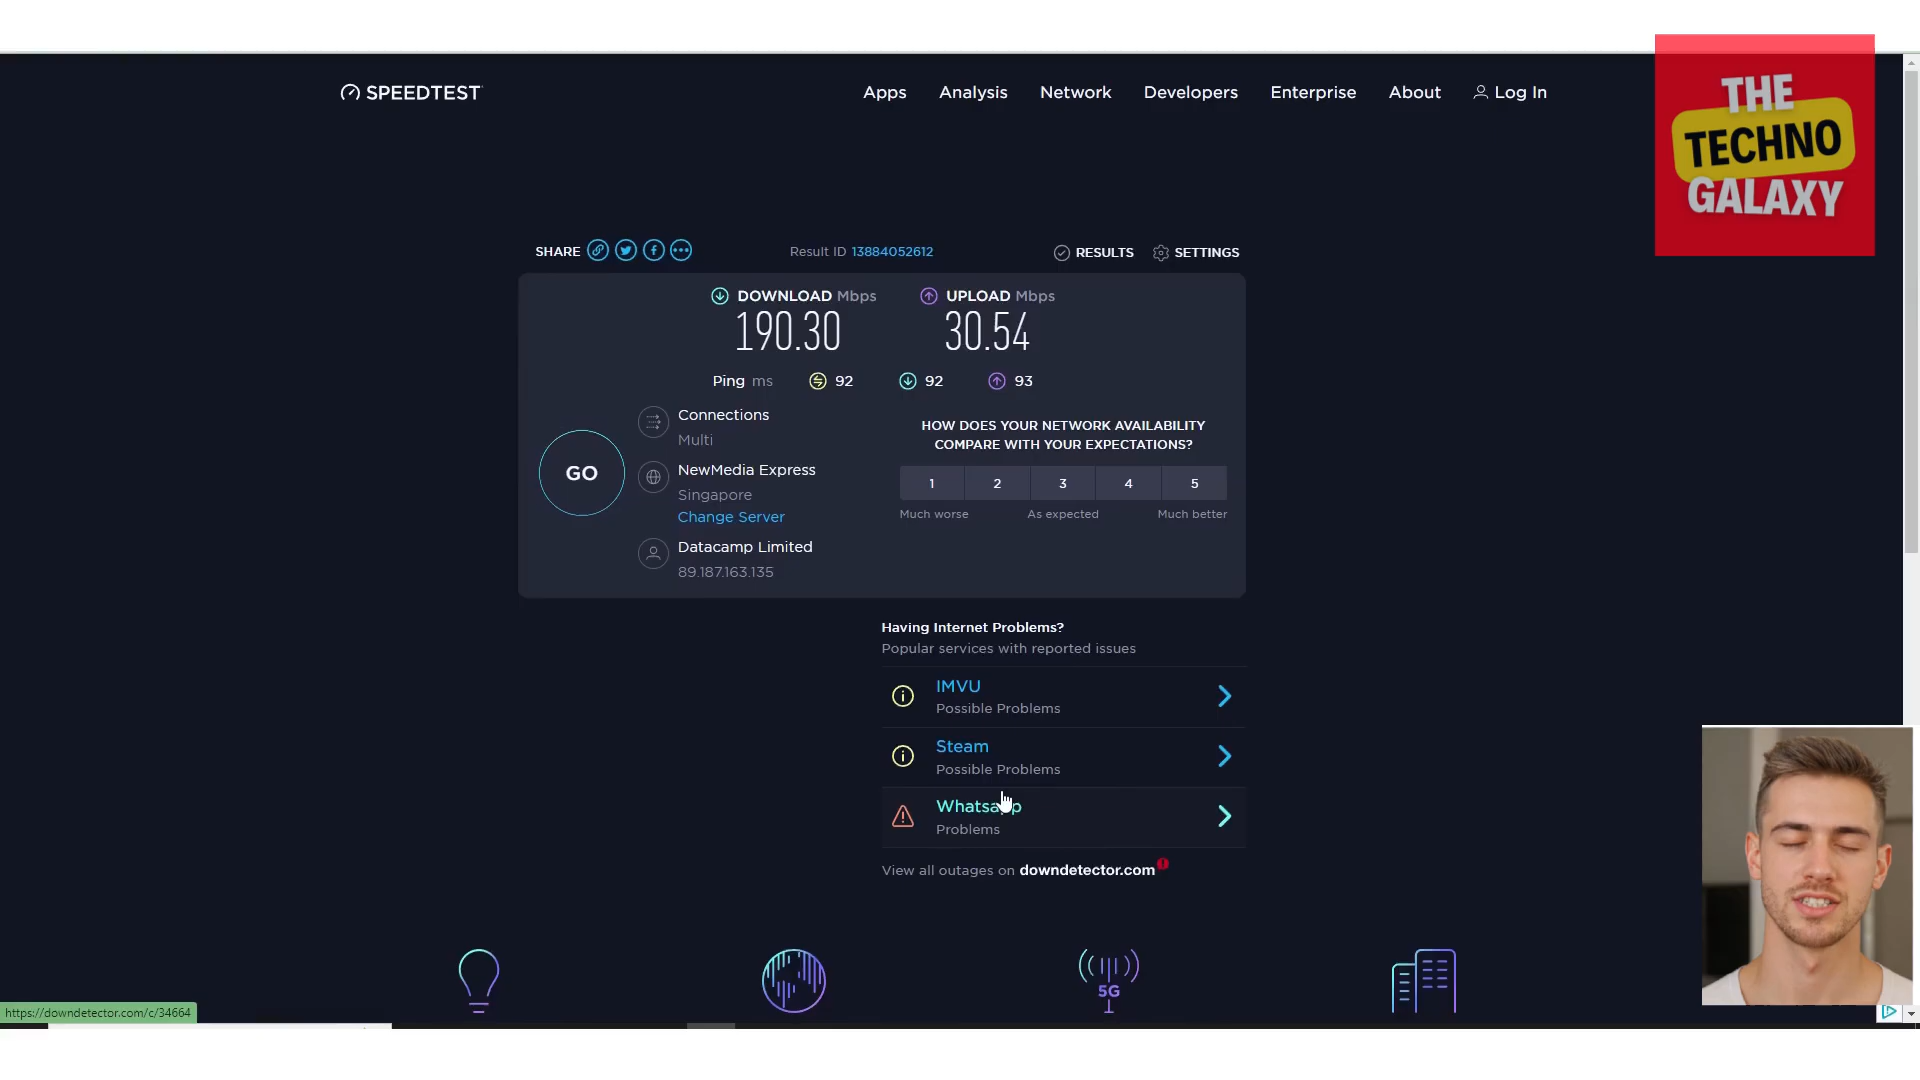 SPEEDTEST
Apps Analysis Network Developers Enterprise About Log In
THE
TECHNO
GALAXY
SHARE Result ID 13884052612 RESULTS SETTINGS
DOWNLOAD Mbps UPLOAD Mbps
190.30 30.54
Ping ms 92 92 93
Connections
Multi
HOW DOES YOUR NETWORK AVAILABILITY
COMPARE WITH YOUR EXPECTATIONS?
GO
NewMedia Express
Singapore
Change Server
1 2 3 4 5
Much worse As expected Much better
Datacamp Limited
89.187.163.135
Having Internet Problems?
Popular services with reported issues
IMVU
Possible Problems
Steam
Possible Problems
Whatsapp
Problems
View all outages on downdetector.com
5G
https://downdetector.com/c/34664